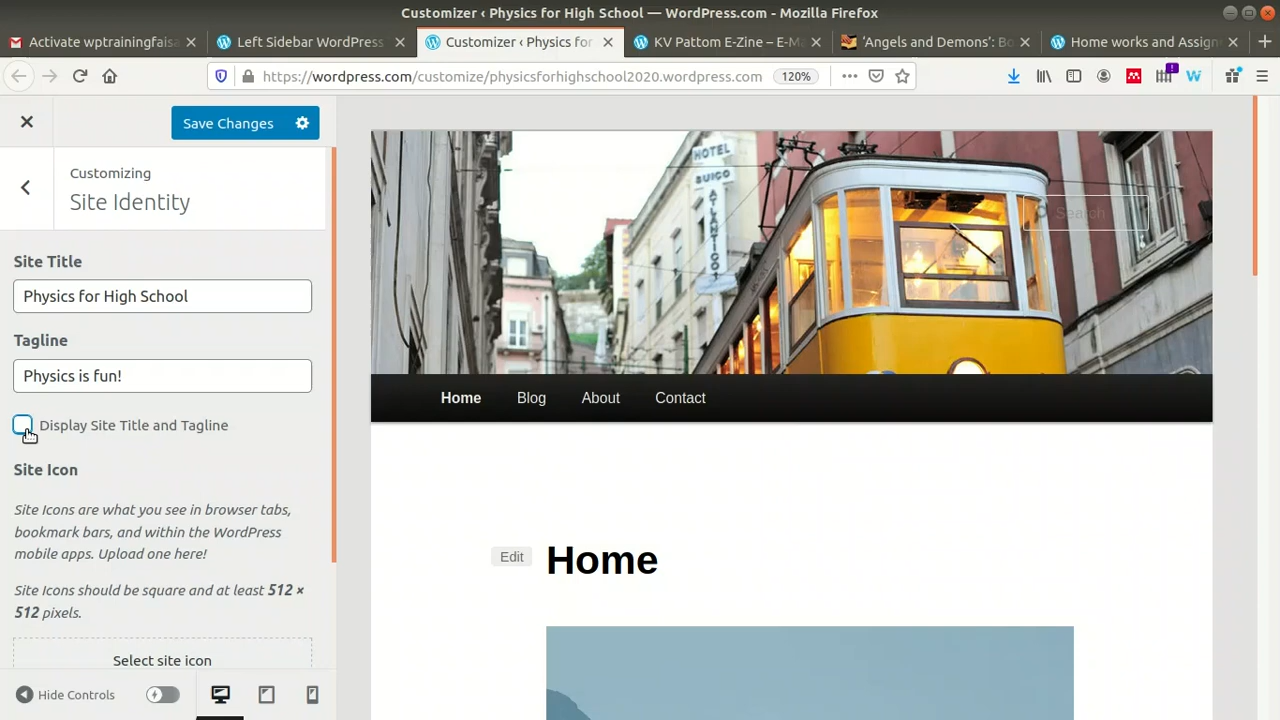 Customizer ‹ Physics for High School — WordPress.com - Mozilla Firefox
Activate wptrainingfaisa
Left Sidebar WordPress
Customizer ‹ Physics for
KV Pattom E-Zine – E-Ma
‘Angels and Demons’: Bo
Home works and Assign
https://wordpress.com/customize/physicsforhighschool2020.wordpress.com
120%
Save Changes
Customizing
Site Identity
Site Title
Physics for High School
Tagline
Physics is fun!
Display Site Title and Tagline
Site Icon
Site Icons are what you see in browser tabs,
bookmark bars, and within the WordPress
mobile apps. Upload one here!
Site Icons should be square and at least 512 ×
512 pixels.
Select site icon
Hide Controls
HOTEL
SUIÇO
ATLANTICO
Search
Home Blog About Contact
Edit
Home